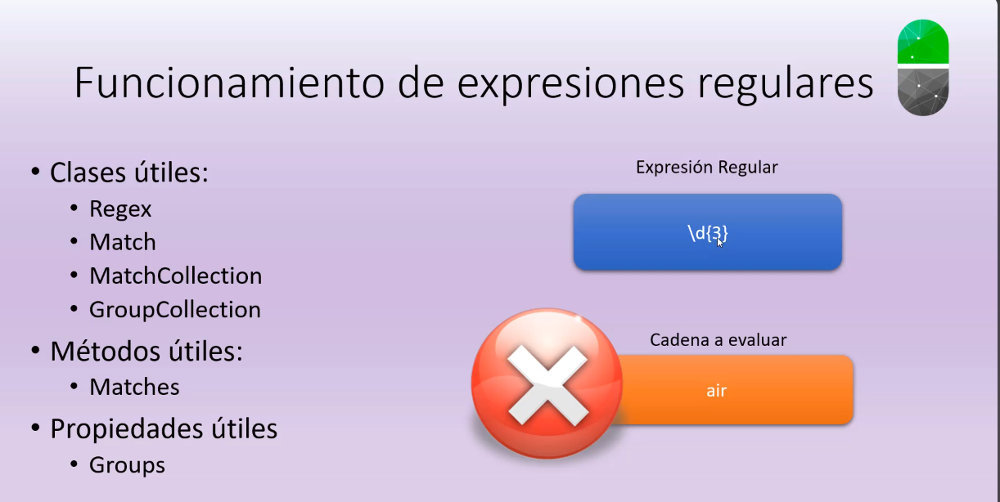 Funcionamiento de expresiones regulares
• Clases útiles:
• Regex
• Match
• MatchCollection
• GroupCollection
• Métodos útiles:
• Matches
• Propiedades útiles
• Groups
Expresión Regular
\d{3}
Cadena a evaluar
air